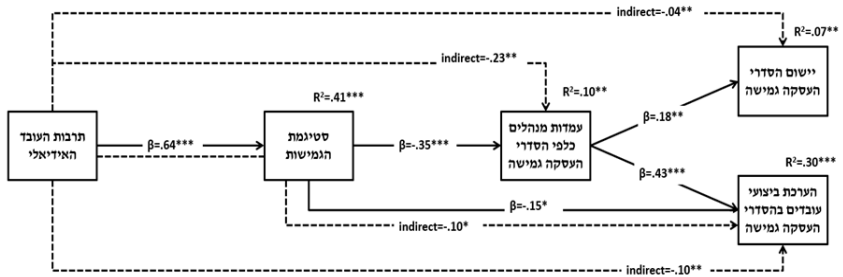 indirect=-.04**
R²=.07**
יישום הסדרי
העסקה גמישה
indirect=-.23**
R²=.10**
R²=.41***
β=.18**
תרבות העובד
האידיאלי
β=.64***
סטיגמת
הגמישות
β=-.35***
עמדות מנהלים
כלפי הסדרי
העסקה גמישה
β=.43***
R²=.30***
הערכת ביצועי
עובדים בהסדרי
העסקה גמישה
β=-.15*
indirect=-.10*
indirect=-.10**